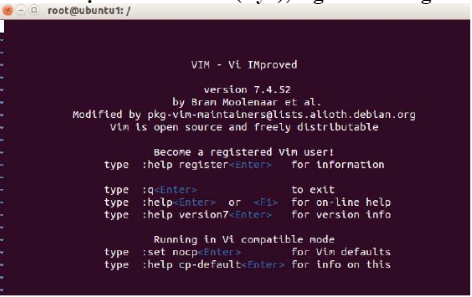 root@ubuntu1: /
VIM - Vi IMproved
version 7.4.52
by Bram Moolenaar et al.
Modified by pkg-vim-maintainers@lists.alioth.debian.org
Vim is open source and freely distributable
Become a registered Vim user!
type :help register<Enter> for information
type :q<Enter> to exit
type :help<Enter> or <F1> for on-line help
type :help version7<Enter> for version info
Running in Vi compatible mode
type :set nocp<Enter> for Vim defaults
type :help cp-default<Enter> for info on this